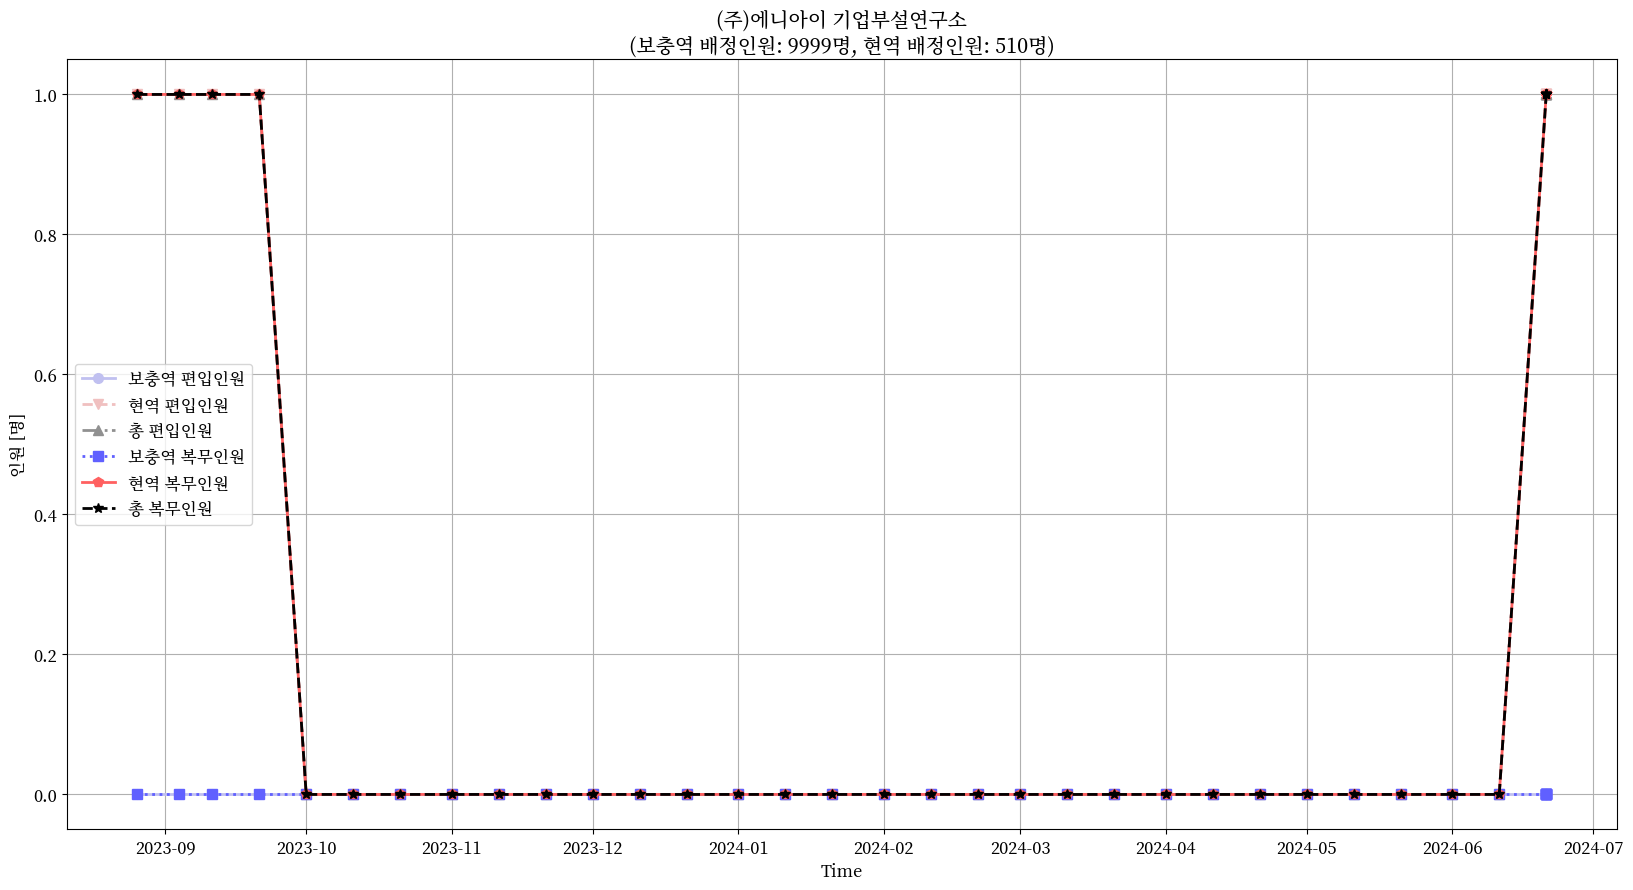 (주)에니아이 기업부설연구소
(보충역 배정인원: 9999명, 현역 배정인원: 510명)
1.0
0.8
0.6
0.4
0.2
0.0
인원 [명]
보충역 편입인원
현역 편입인원
총 편입인원
보충역 복무인원
현역 복무인원
총 복무인원
2023-09
2023-10
2023-11
2023-12
2024-01
2024-02
2024-03
2024-04
2024-05
2024-06
2024-07
Time